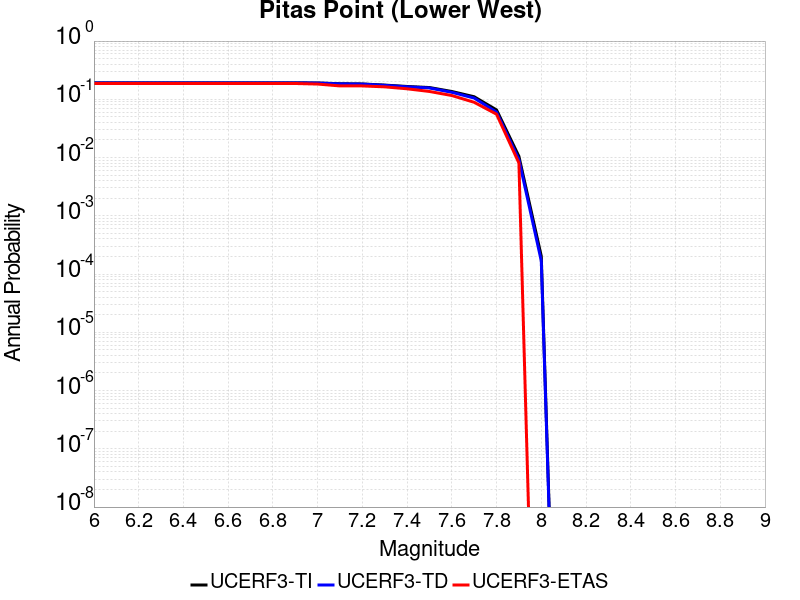 Pitas Point (Lower West)
10^0
10^-1
10^-2
10^-3
10^-4
10^-5
10^-6
10^-7
10^-8
Annual Probability
6 6.2 6.4 6.6 6.8 7 7.2 7.4 7.6 7.8 8 8.2 8.4 8.6 8.8 9
Magnitude
UCERF3-TI UCERF3-TD UCERF3-ETAS